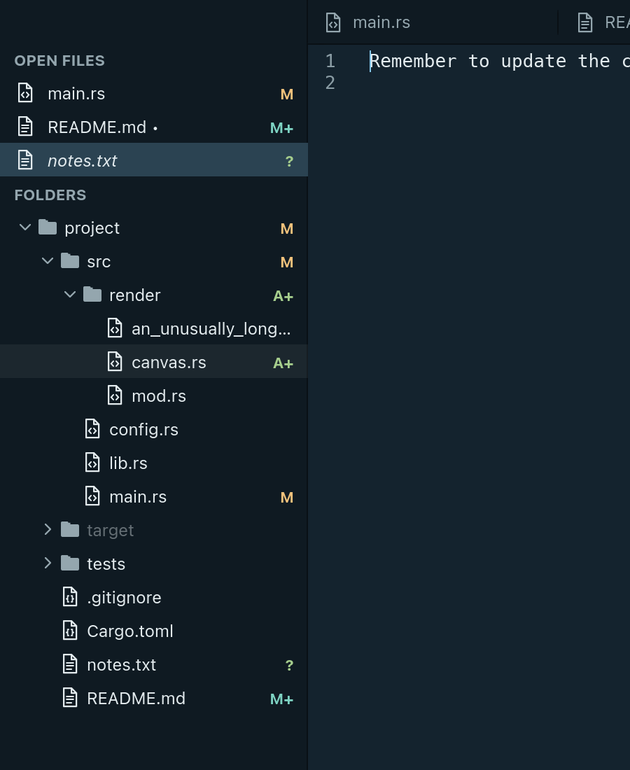 main.rs
OPEN FILES
main.rs M
README.md • M+
notes.txt ?
FOLDERS
project M
src M
render A+
an_unusually_long...
canvas.rs A+
mod.rs
config.rs
lib.rs
main.rs M
target
tests
.gitignore
Cargo.toml
notes.txt ?
README.md M+
1 Remember to update the
2